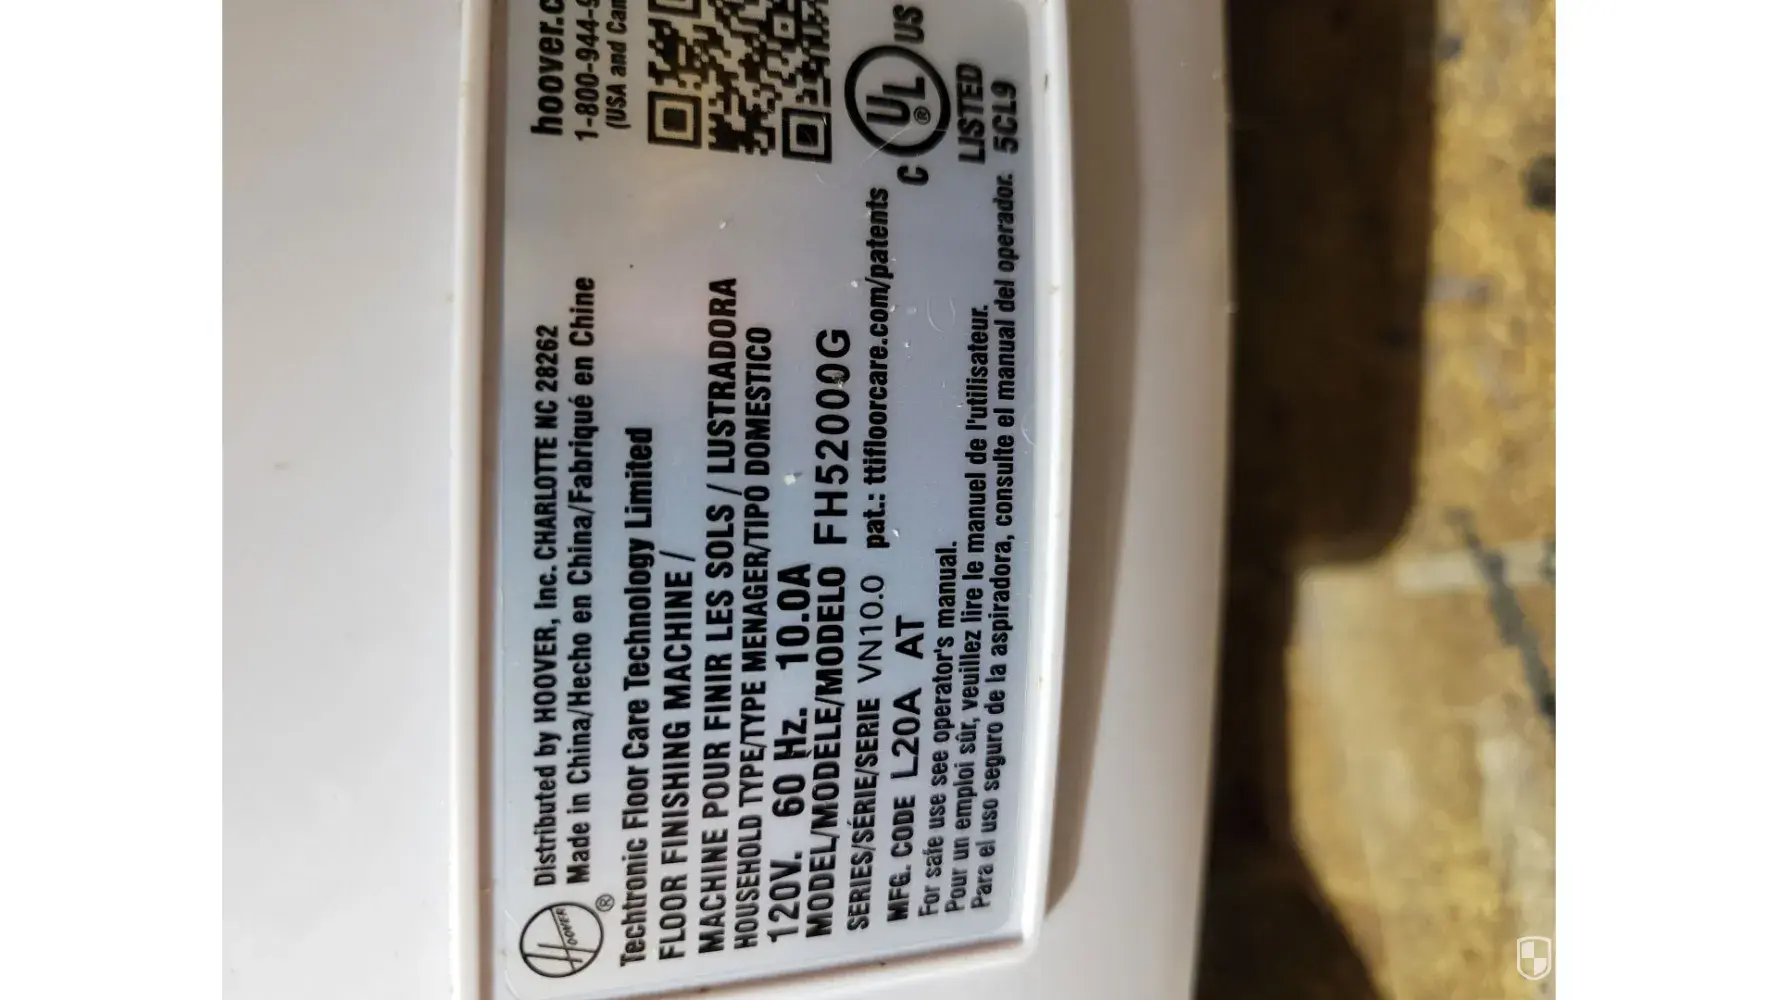 HOOVER
®
Distributed by HOOVER, Inc. CHARLOTTE NC 28262
Made in China/Hecho en China/Fabriqué en Chine
hoover.c
1-800-944-9
(USA and Can
Techtronic Floor Care Technology Limited
FLOOR FINISHING MACHINE /
MACHINE POUR FINIR LES SOLS / LUSTRADORA
HOUSEHOLD TYPE/TYPE MENAGER/TIPO DOMESTICO
120V. 60 Hz. 10.0A
MODEL/MODELE/MODELO FH52000G
SERIES/SÉRIE/SERIE VN10.0 pat.: ttifloorcare.com/patents
MFG. CODE L20A AT
For safe use see operator's manual.
Pour un emploi sûr, veuillez lire le manuel de l'utilisateur.
Para el uso seguro de la aspiradora, consulte el manual del operador.
C UL ® US
LISTED
5CL9